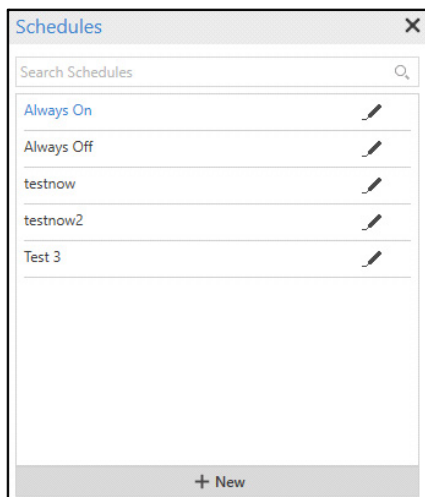 Schedules
Search Schedules
Always On
Always Off
testnow
testnow2
Test 3
+ New